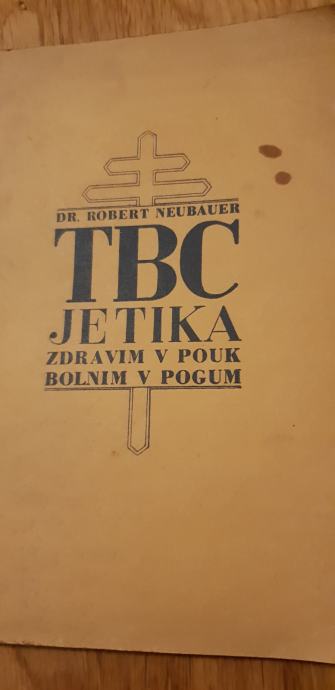 DR. ROBERT NEUBAUER
TBC
JETIKA
ZDRAVIM V POUK
BOLNIM V POGUM